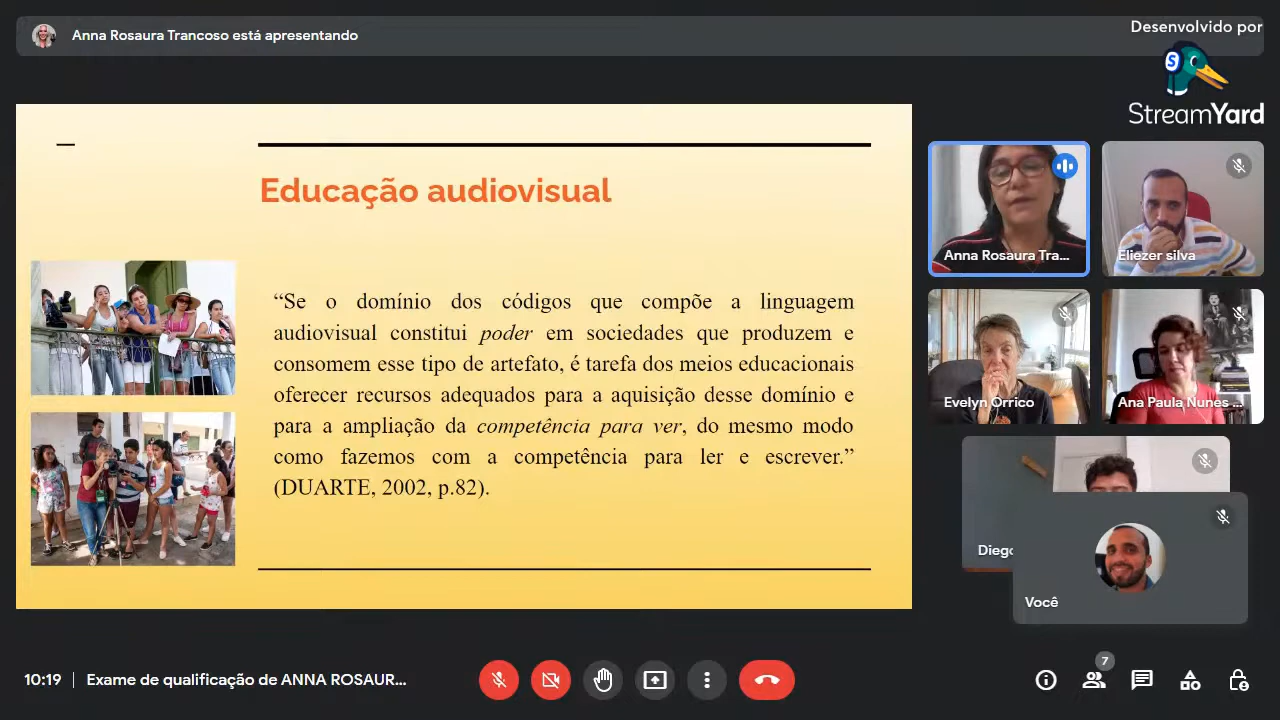 Anna Rosaura Trancoso está apresentando
Desenvolvido por
S
StreamYard
Educação audiovisual
“Se o domínio dos códigos que compõe a linguagem
audiovisual constitui poder em sociedades que produzem e
consomem esse tipo de artefato, é tarefa dos meios educacionais
oferecer recursos adequados para a aquisição desse domínio e
para a ampliação da competência para ver, do mesmo modo
como fazemos com a competência para ler e escrever.”
(DUARTE, 2002, p.82).
Anna Rosaura Tra...
Eliezer silva
Evelyn Orrico
Ana Paula Nunes ...
Diego
Você
10:19
Exame de qualificação de ANNA ROSAUR...
7